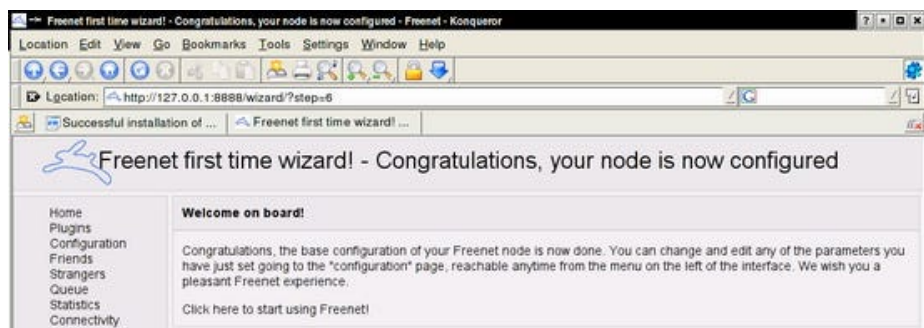 Freenet first time wizard! - Congratulations, your node is now configured - Freenet - Konqueror
Location Edit View Go Bookmarks Tools Settings Window Help
Location: http://127.0.0.1:8888/wizard/?step=6
Successful installation of ... Freenet first time wizard! ...
Freenet first time wizard! - Congratulations, your node is now configured
Home
Plugins
Configuration
Friends
Strangers
Queue
Statistics
Connectivity
Welcome on board!
Congratulations, the base configuration of your Freenet node is now done. You can change and edit any of the parameters you
have just set going to the "configuration" page, reachable anytime from the menu on the left of the interface. We wish you a
pleasant Freenet experience.
Click here to start using Freenet!